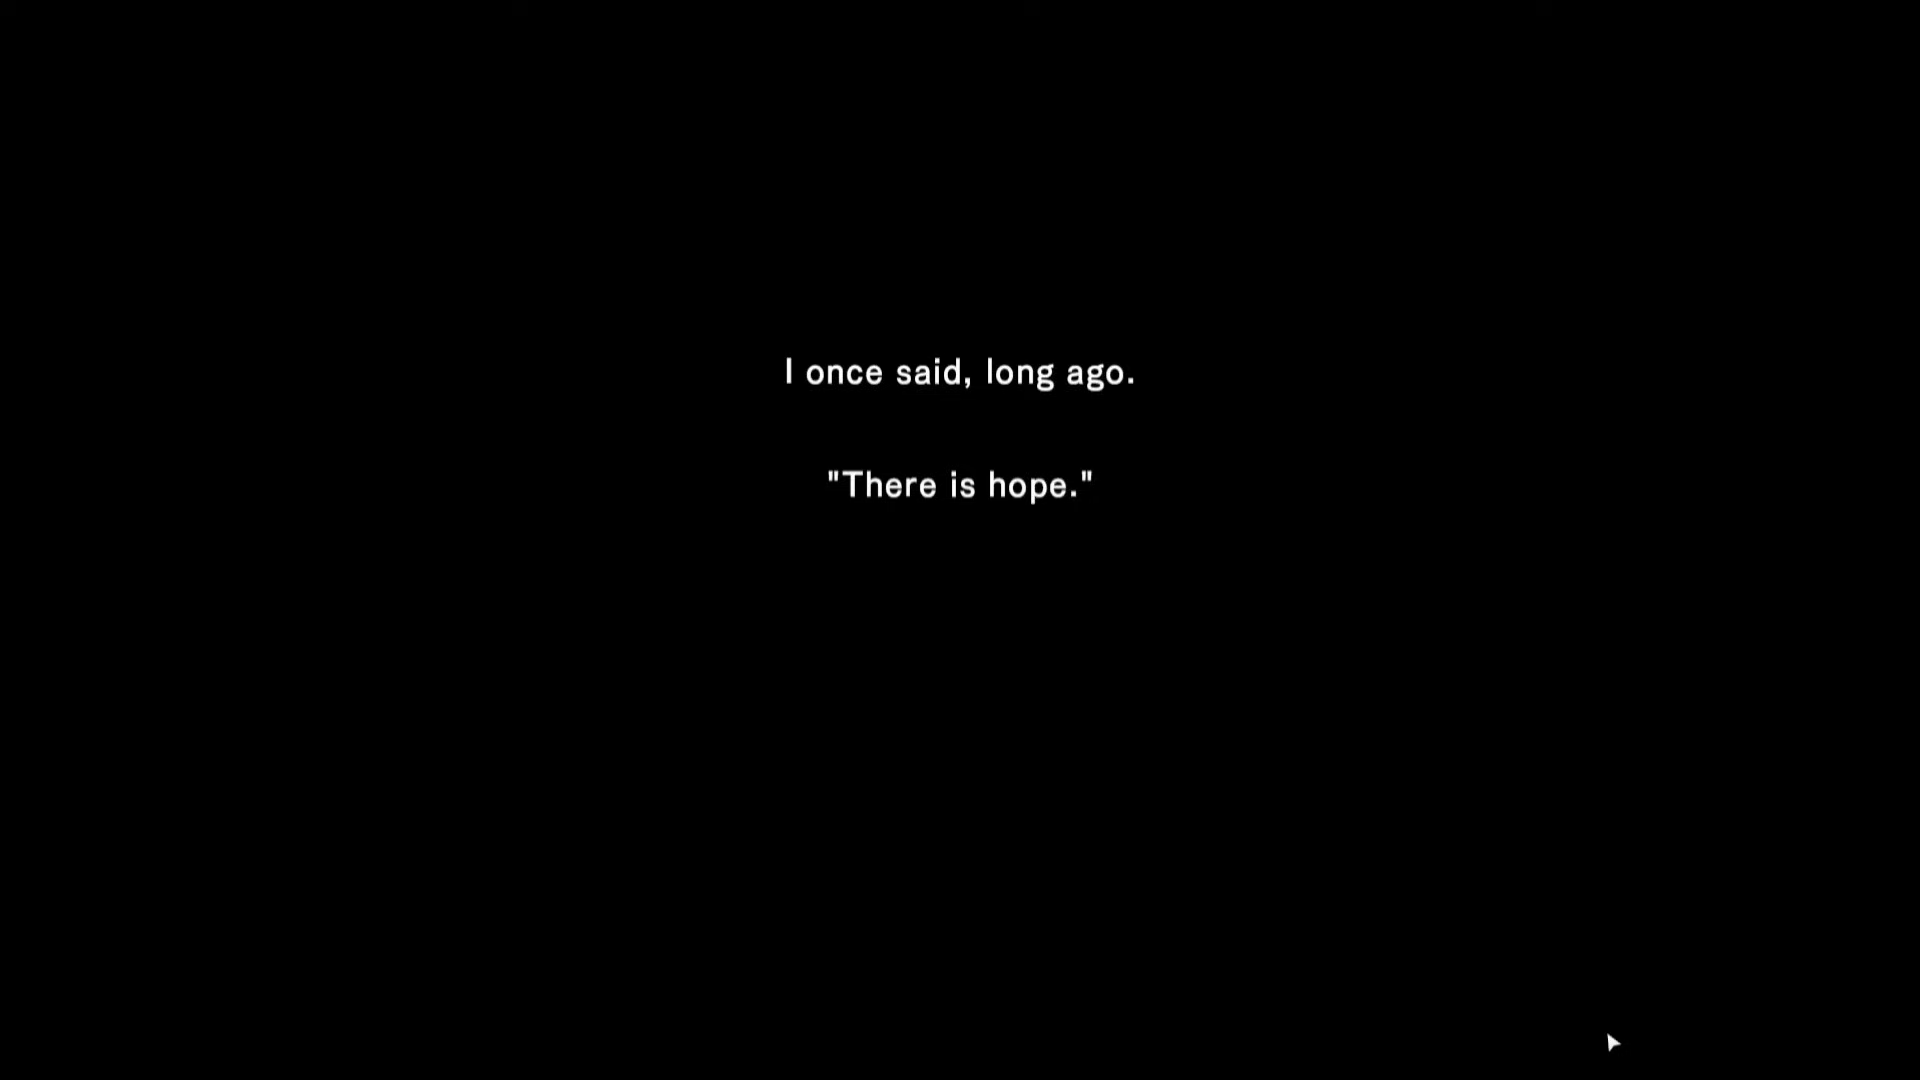 I once said, long ago.
"There is hope."